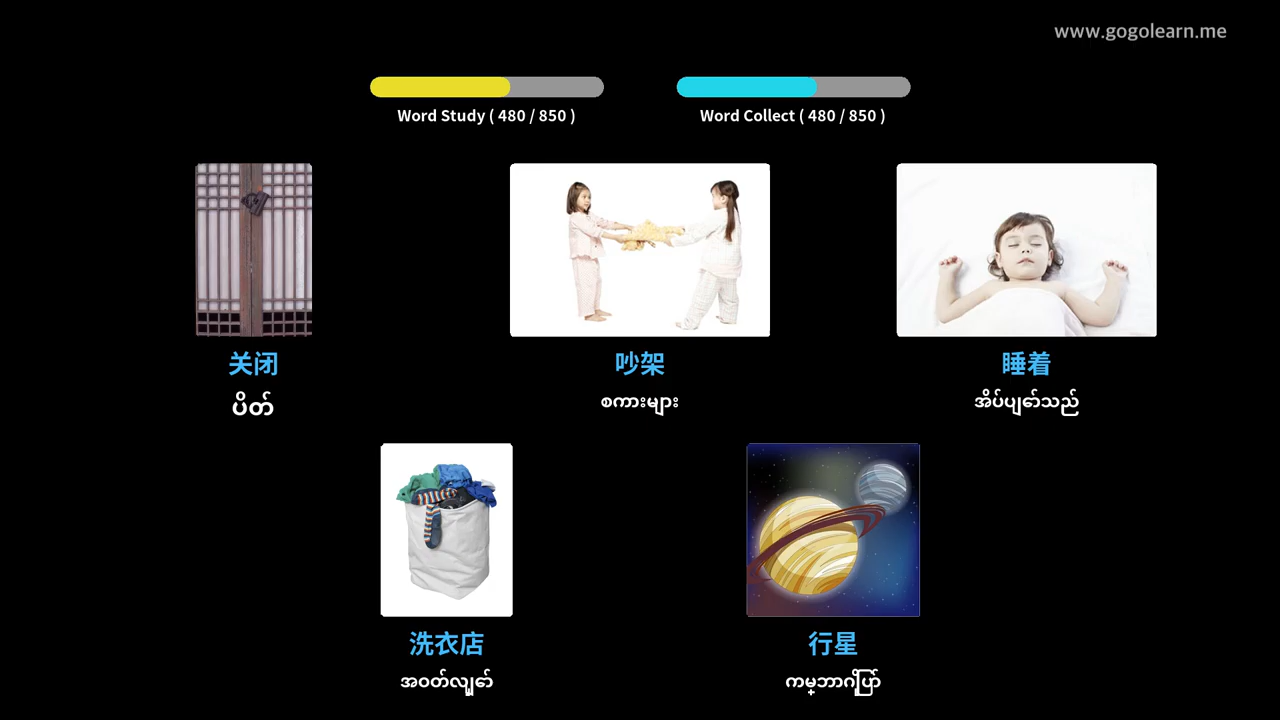 www.gogolearn.me
Word Study ( 480 / 850 )
Word Collect ( 480 / 850 )
关闭
ပိတ်
吵架
စကားများ
睡着
အိပ်ပျော်သည်
洗衣店
အဝတ်လျှော်
行星
ကမ္ဘာဂြိုဟ်